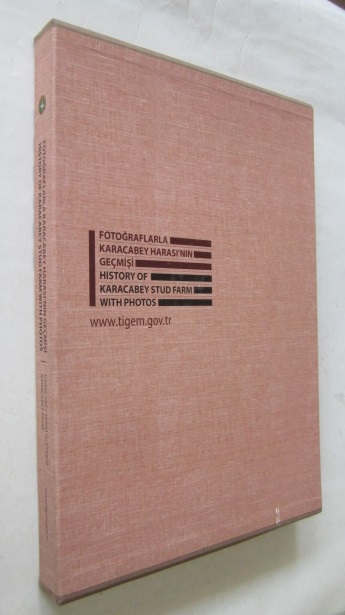 FOTOĞRAFLARLA
KARACABEY HARASI'NIN
GEÇMİŞİ
HISTORY OF
KARACABEY STUD FARM
WITH PHOTOS
www.tigem.gov.tr
FOTOĞRAFLARLA KARACABEY HARASI'NIN GEÇMİŞİ
HISTORY OF KARACABEY STUD FARM WITH PHOTOS